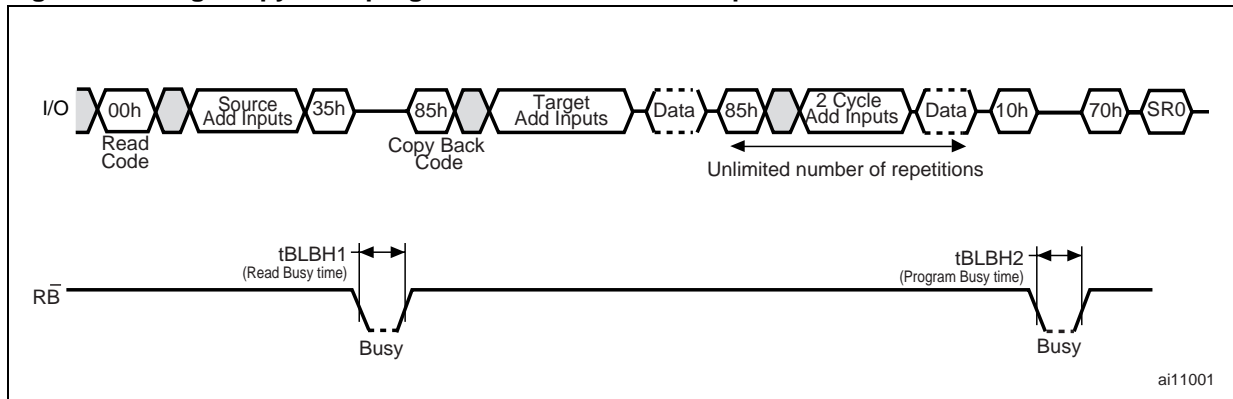 I/O 00h Source Add Inputs 35h 85h Target Add Inputs Data 85h 2 Cycle Add Inputs Data 10h 70h SR0
Read Code
Copy Back Code
Unlimited number of repetitions
tBLBH1
(Read Busy time)
tBLBH2
(Program Busy time)
RB̅
Busy
Busy
ai11001